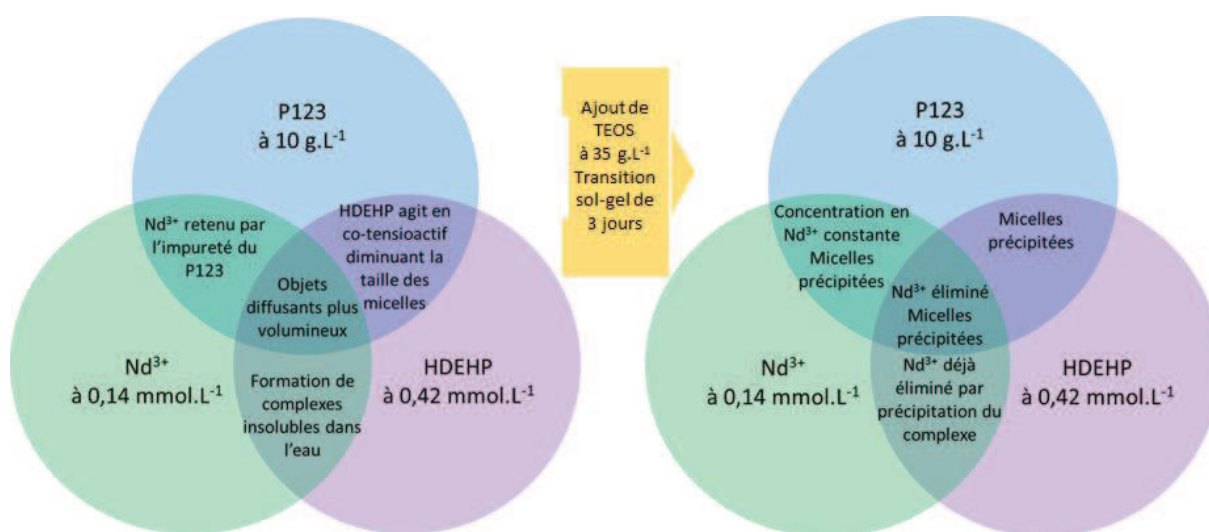 P123
à 10 g.L⁻¹
Nd³⁺ retenu par
l'impureté du
P123
HDEHP agit en
co-tensioactif
diminuant la
taille des
micelles
Objets
diffusants plus
volumineux
Nd³⁺
à 0,14 mmol.L⁻¹
Formation de
complexes
insolubles dans
l'eau
HDEHP
à 0,42 mmol.L⁻¹
Ajout de
TEOS
à 35 g.L⁻¹
Transition
sol-gel de
3 jours
P123
à 10 g.L⁻¹
Concentration en
Nd³⁺ constante
Micelles
précipitées
Micelles
précipitées
Nd³⁺ éliminé
Micelles
précipitées
Nd³⁺
à 0,14 mmol.L⁻¹
Nd³⁺ déjà
éliminé par
précipitation du
complexe
HDEHP
à 0,42 mmol.L⁻¹